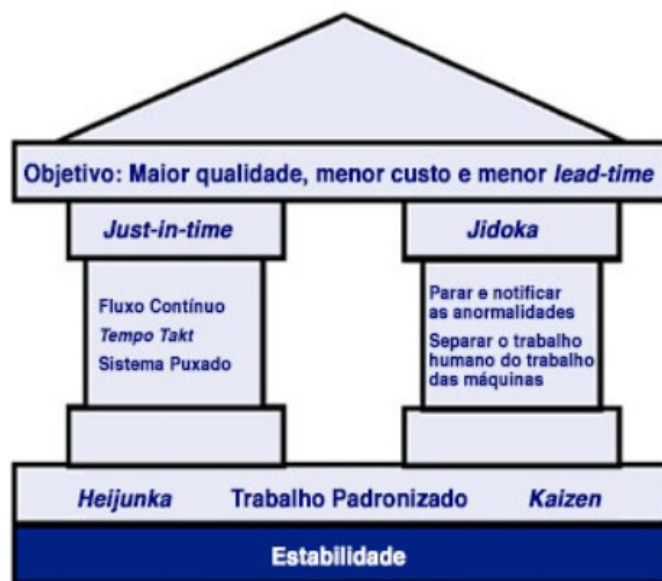 Objetivo: Maior qualidade, menor custo e menor lead-time
Just-in-time
Fluxo Contínuo
Tempo Takt
Sistema Puxado
Jidoka
Parar e notificar
as anormalidades
Separar o trabalho
humano do trabalho
das máquinas
Heijunka Trabalho Padronizado Kaizen
Estabilidade